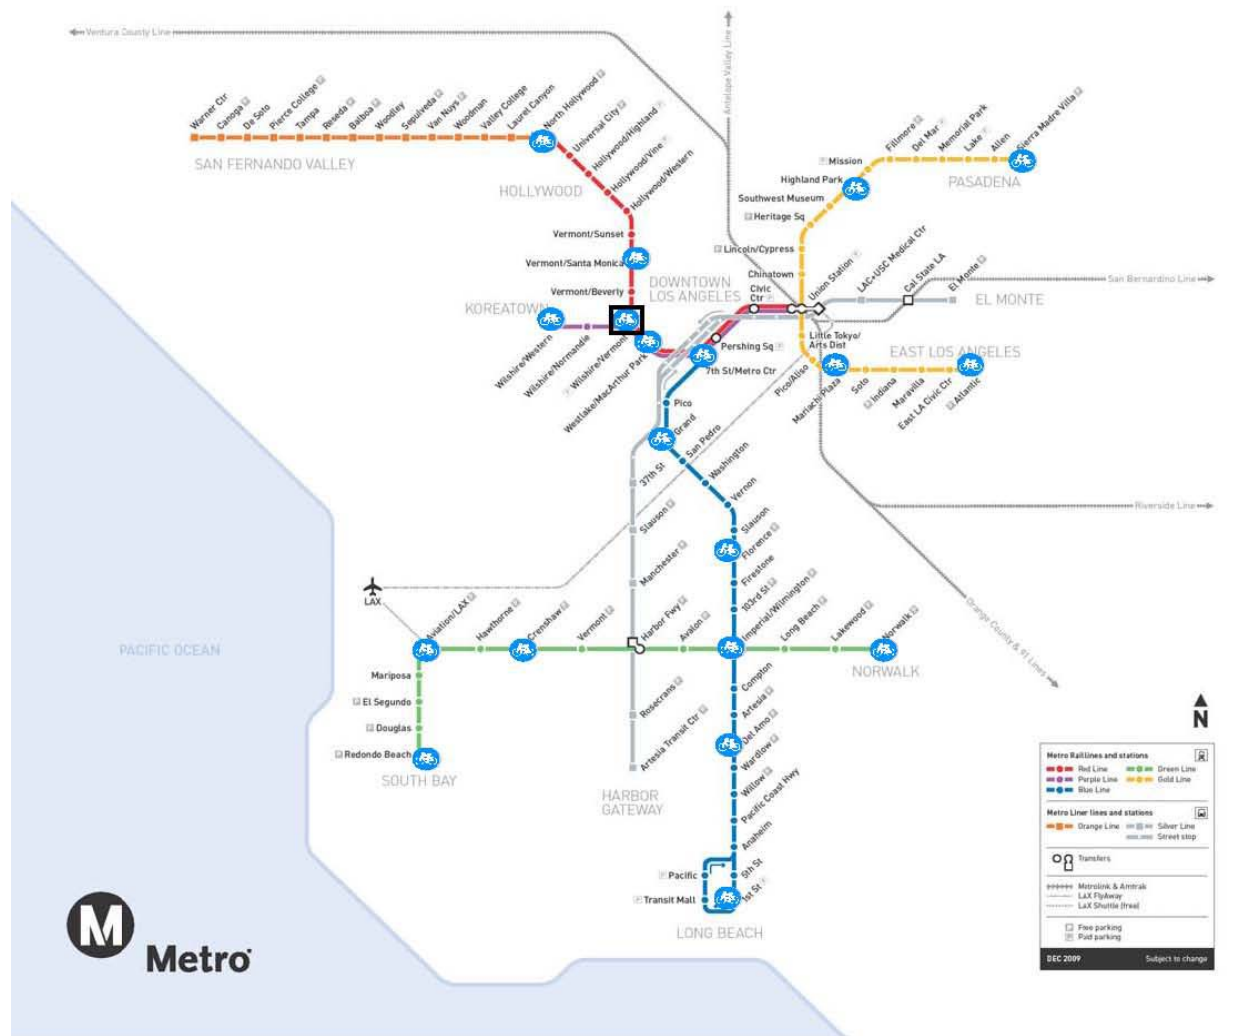 Ventura County Line
Antelope Valley Line
Warner Ctr
Canoga P
De Soto
Pierce College P
Tampa
Reseda P
Balboa P
Woodley
Sepulveda P
Van Nuys P
Woodman
Valley College
Laurel Canyon
North Hollywood P
Universal City P
Hollywood/Highland P
Hollywood/Vine P
Hollywood/Western
SAN FERNANDO VALLEY
HOLLYWOOD
Vermont/Sunset
Vermont/Santa Monica
Vermont/Beverly
Fillmore P
Del Mar P
Memorial Park
Lake P
Allen
Sierra Madre Villa P
P Mission
Highland Park
PASADENA
Southwest Museum
P Heritage Sq
P Lincoln/Cypress
Chinatown
Union Station P
LAC+USC Medical Ctr
Cal State LA
El Monte P
San Bernardino Line
EL MONTE
DOWNTOWN
LOS ANGELES
Civic
Ctr P
KOREATOWN
Wilshire/Western
Wilshire/Normandie
P Wilshire/Vermont
Westlake/MacArthur Park
Pershing Sq P
7th St/Metro Ctr
Little Tokyo/
Arts Dist
EAST LOS ANGELES
Pico/Aliso
Mariachi Plaza
Soto
P Indiana
Maravilla
East LA Civic Ctr
P Atlantic
Pico
Grand
San Pedro
Washington
Vernon
Slauson
Florence P
Firestone
103rd St P
Imperial/Wilmington P
37th St
Slauson P
Manchester P
Riverside Line
Orange County & 91 Lines
LAX
Aviation/LAX P
Hawthorne P
Crenshaw P
Vermont P
Harbor Fwy P
Avalon P
Long Beach P
Lakewood P
Norwalk P
NORWALK
PACIFIC OCEAN
Mariposa
P El Segundo
P Douglas
P Redondo Beach
SOUTH BAY
Rosecrans P
Artesia Transit Ctr P
HARBOR
GATEWAY
Compton
Artesia P
Del Amo P
Wardlow P
Willow P
Pacific Coast Hwy
Anaheim
5th St
1st St P
P Pacific
P Transit Mall
LONG BEACH
N
M
Metro
Metro Rail lines and stations
Red Line
Green Line
Purple Line
Gold Line
Blue Line
Metro Liner lines and stations
Orange Line
Silver Line
Street stop
Transfers
Metrolink & Amtrak
LAX FlyAway
LAX Shuttle (free)
P Free parking
P Paid parking
DEC 2009
Subject to change